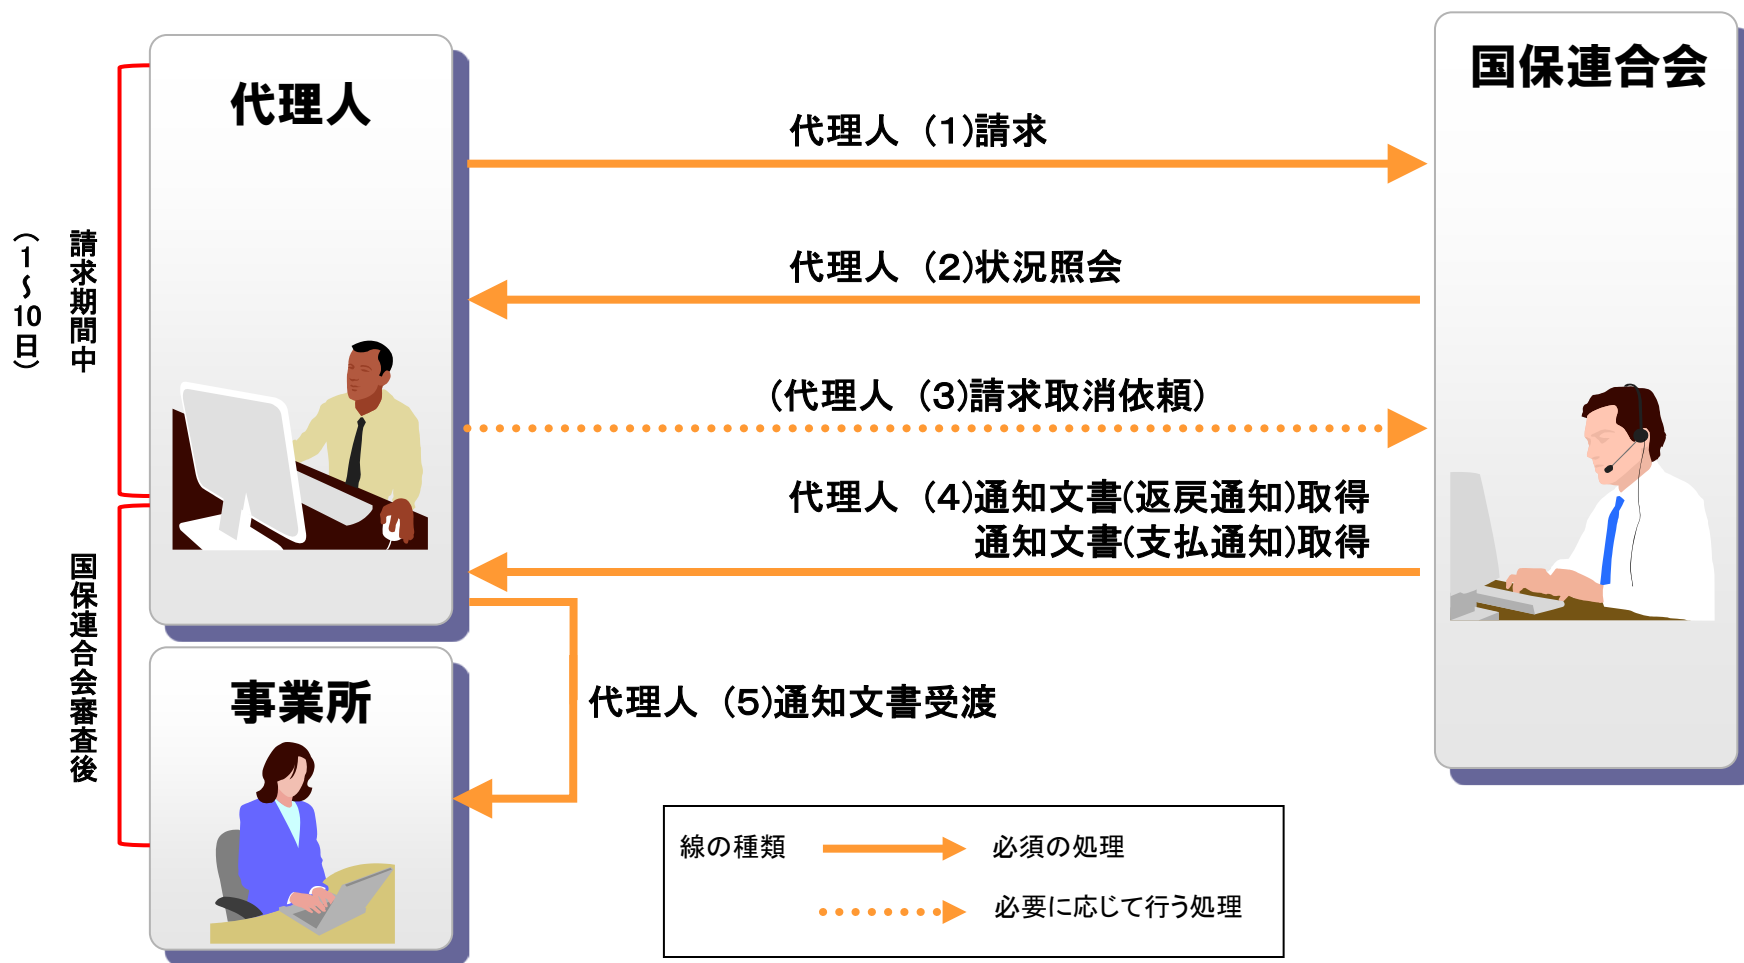 代理人
国保連合会
代理人 (1)請求
代理人 (2)状況照会
(代理人 (3)請求取消依頼)
代理人 (4)通知文書(返戻通知)取得
通知文書(支払通知)取得
請求期間中
(1~10日)
国保連合会審査後
事業所
代理人 (5)通知文書受渡
線の種類 必須の処理
必要に応じて行う処理